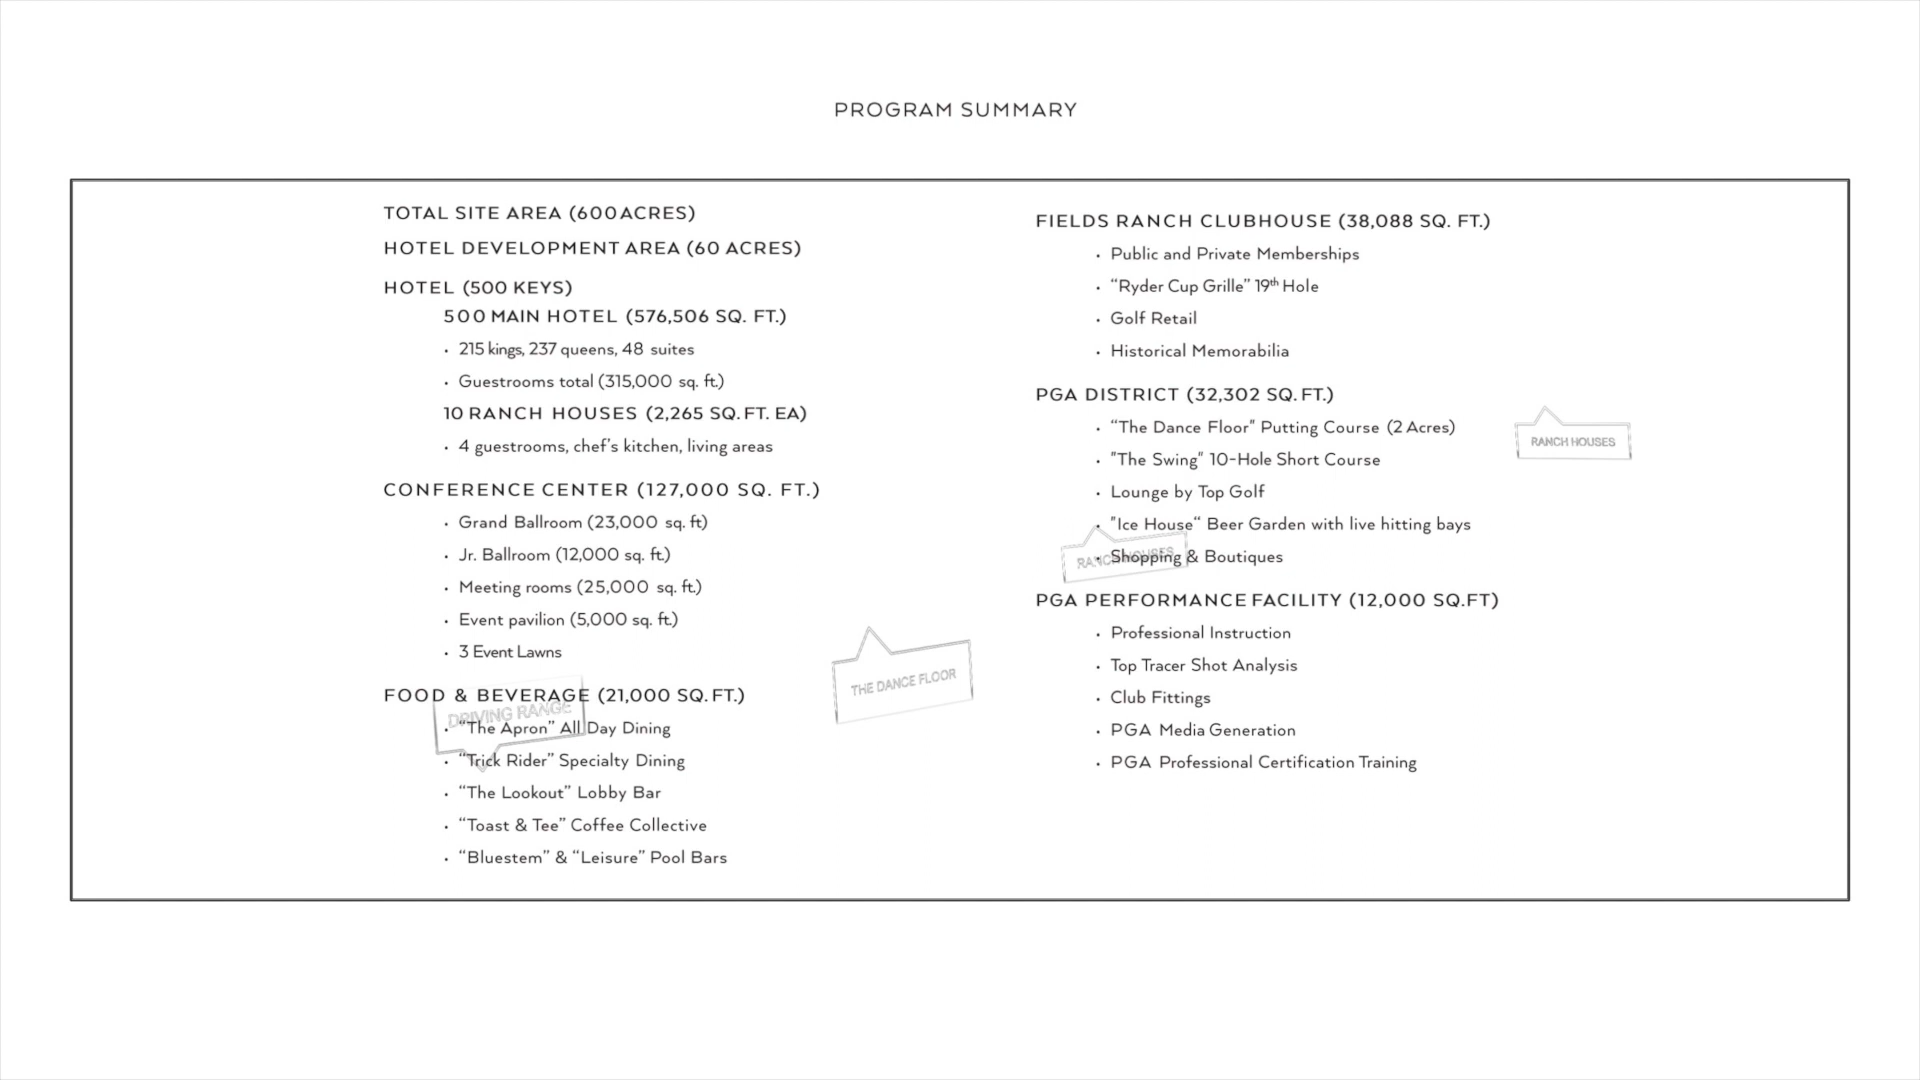 PROGRAM SUMMARY
TOTAL SITE AREA (600 ACRES)
HOTEL DEVELOPMENT AREA (60 ACRES)
HOTEL (500 KEYS)
500 MAIN HOTEL (576,506 SQ. FT.)
• 215 kings, 237 queens, 48 suites
• Guestrooms total (315,000 sq. ft.)
10 RANCH HOUSES (2,265 SQ. FT. EA)
• 4 guestrooms, chef's kitchen, living areas
CONFERENCE CENTER (127,000 SQ. FT.)
• Grand Ballroom (23,000 sq. ft)
• Jr. Ballroom (12,000 sq. ft.)
• Meeting rooms (25,000 sq. ft.)
• Event pavilion (5,000 sq. ft.)
• 3 Event Lawns
FOOD & BEVERAGE (21,000 SQ. FT.)
• “The Apron” All Day Dining
• “Trick Rider” Specialty Dining
• “The Lookout” Lobby Bar
• “Toast & Tee” Coffee Collective
• “Bluestem” & “Leisure” Pool Bars
DRIVING RANGE
THE DANCE FLOOR
FIELDS RANCH CLUBHOUSE (38,088 SQ. FT.)
• Public and Private Memberships
• “Ryder Cup Grille” 19th Hole
• Golf Retail
• Historical Memorabilia
PGA DISTRICT (32,302 SQ. FT.)
• “The Dance Floor" Putting Course (2 Acres)
• "The Swing" 10-Hole Short Course
• Lounge by Top Golf
• "Ice House“ Beer Garden with live hitting bays
• Shopping & Boutiques
PGA PERFORMANCE FACILITY (12,000 SQ.FT)
• Professional Instruction
• Top Tracer Shot Analysis
• Club Fittings
• PGA Media Generation
• PGA Professional Certification Training
RANCH HOUSES
RANCH HOUSES